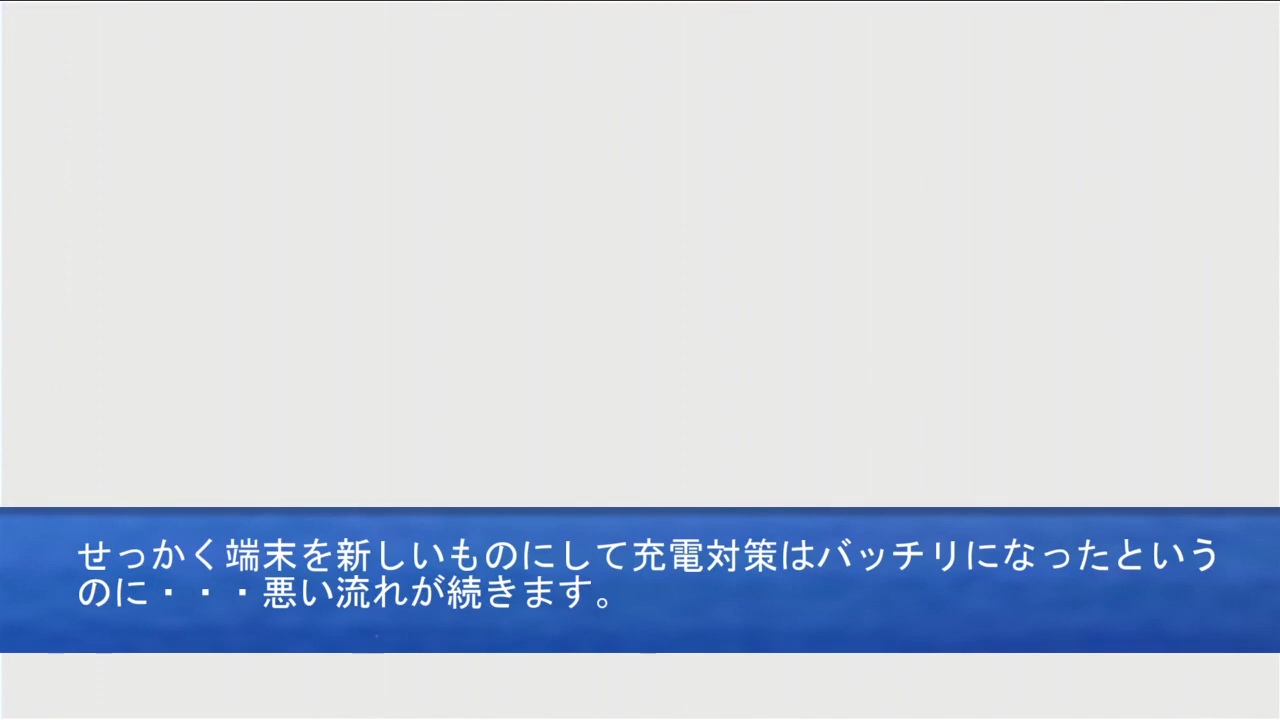 せっかく端末を新しいものにして充電対策はバッチリになったという
のに・・・悪い流れが続きます。